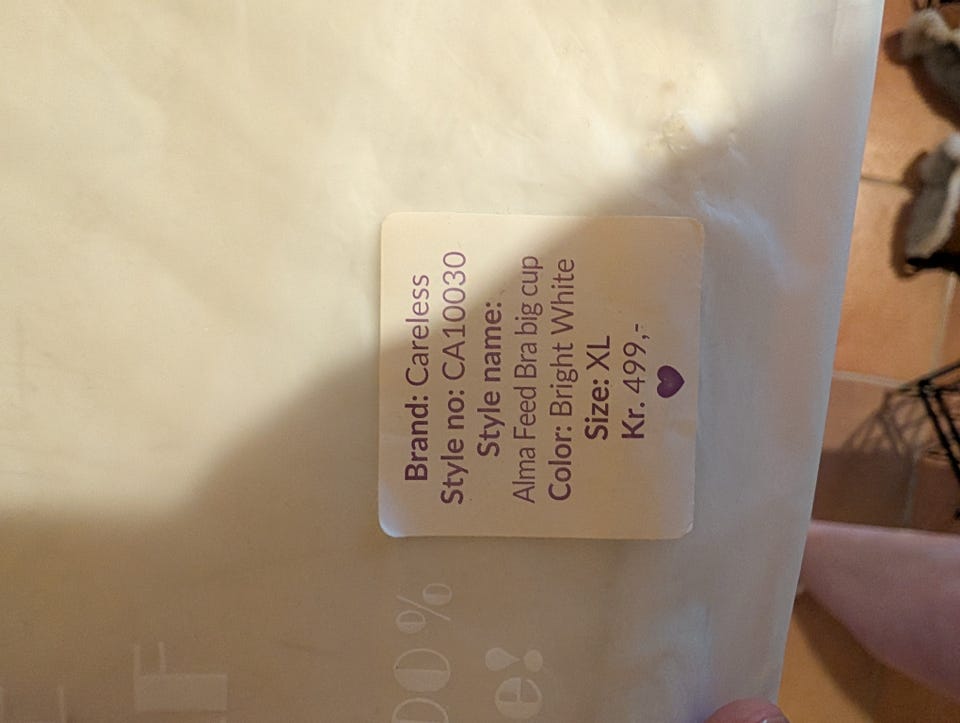 Brand: Careless
Style no: CA10030
Style name:
Alma Feed Bra big cup
Color: Bright White
Size: XL
Kr. 499,-
00%
e!